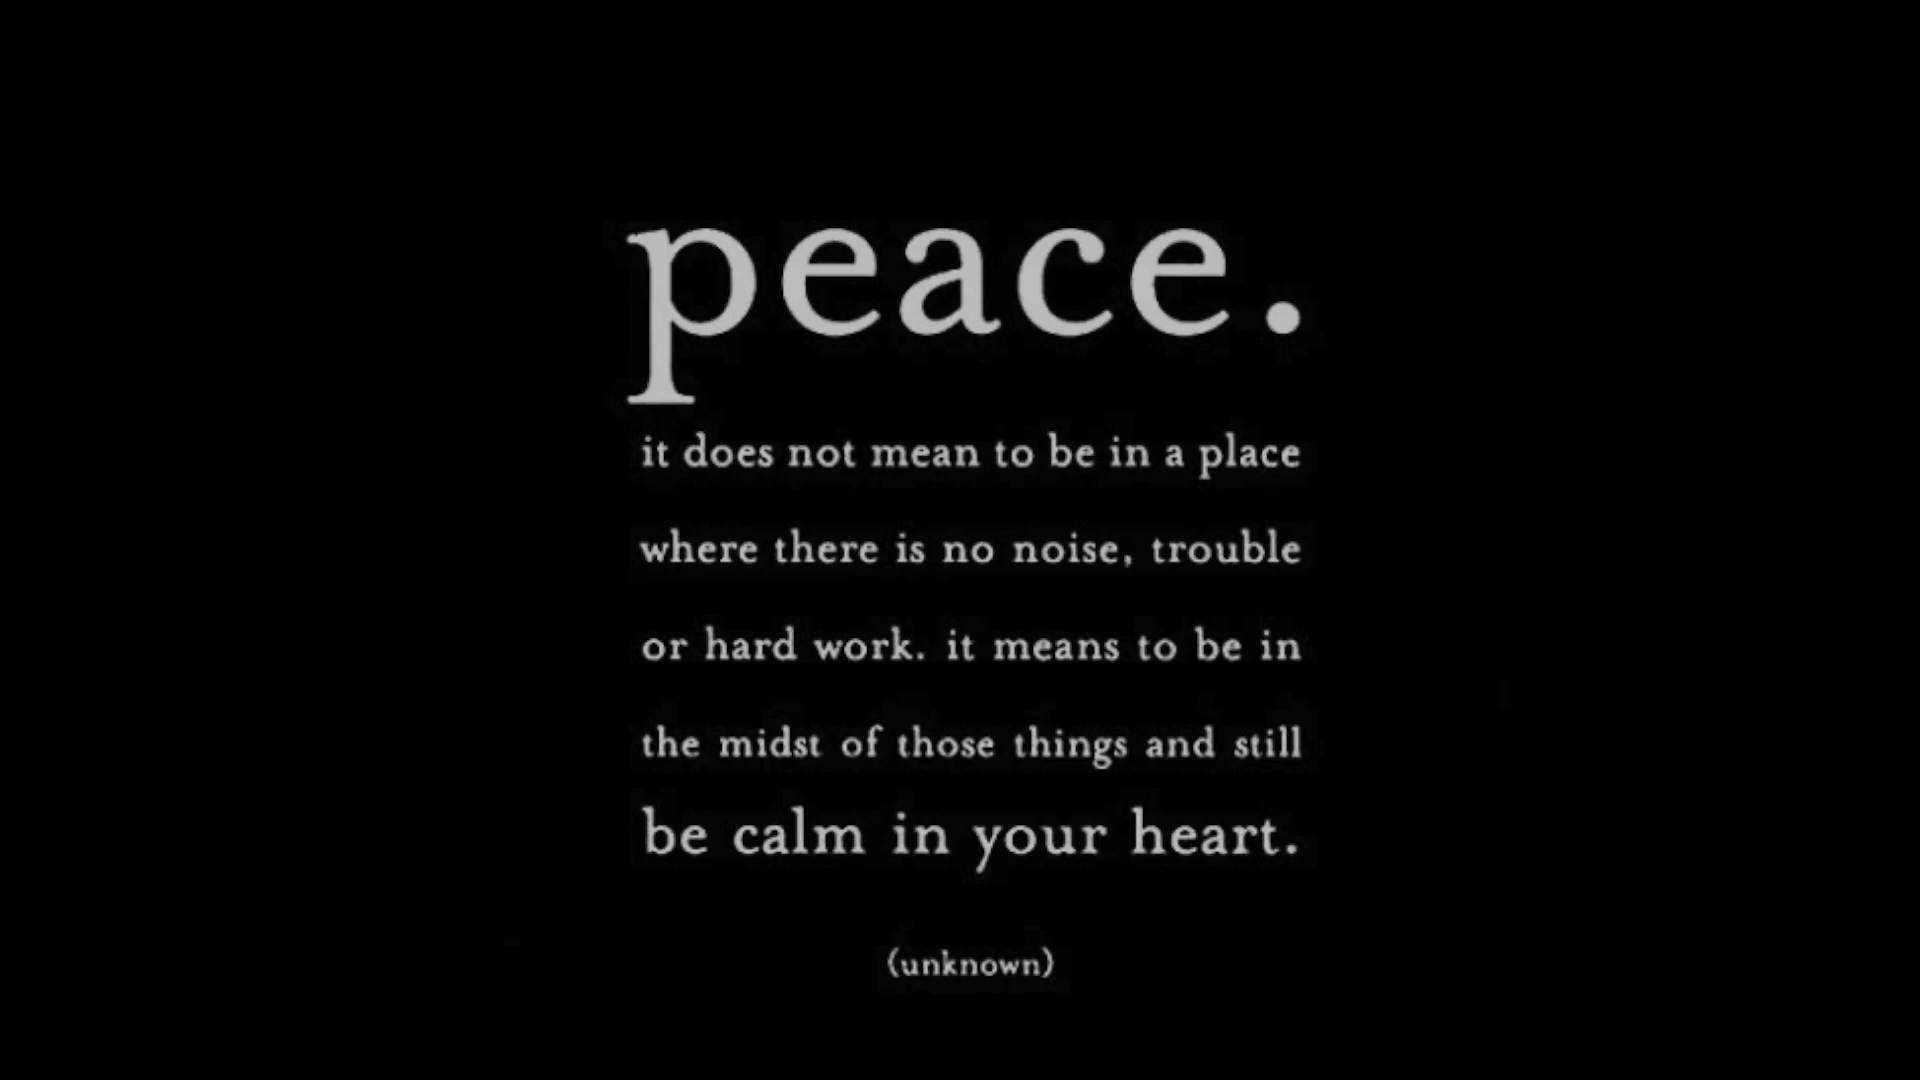 peace.
it does not mean to be in a place
where there is no noise, trouble
or hard work. it means to be in
the midst of those things and still
be calm in your heart.
(unknown)